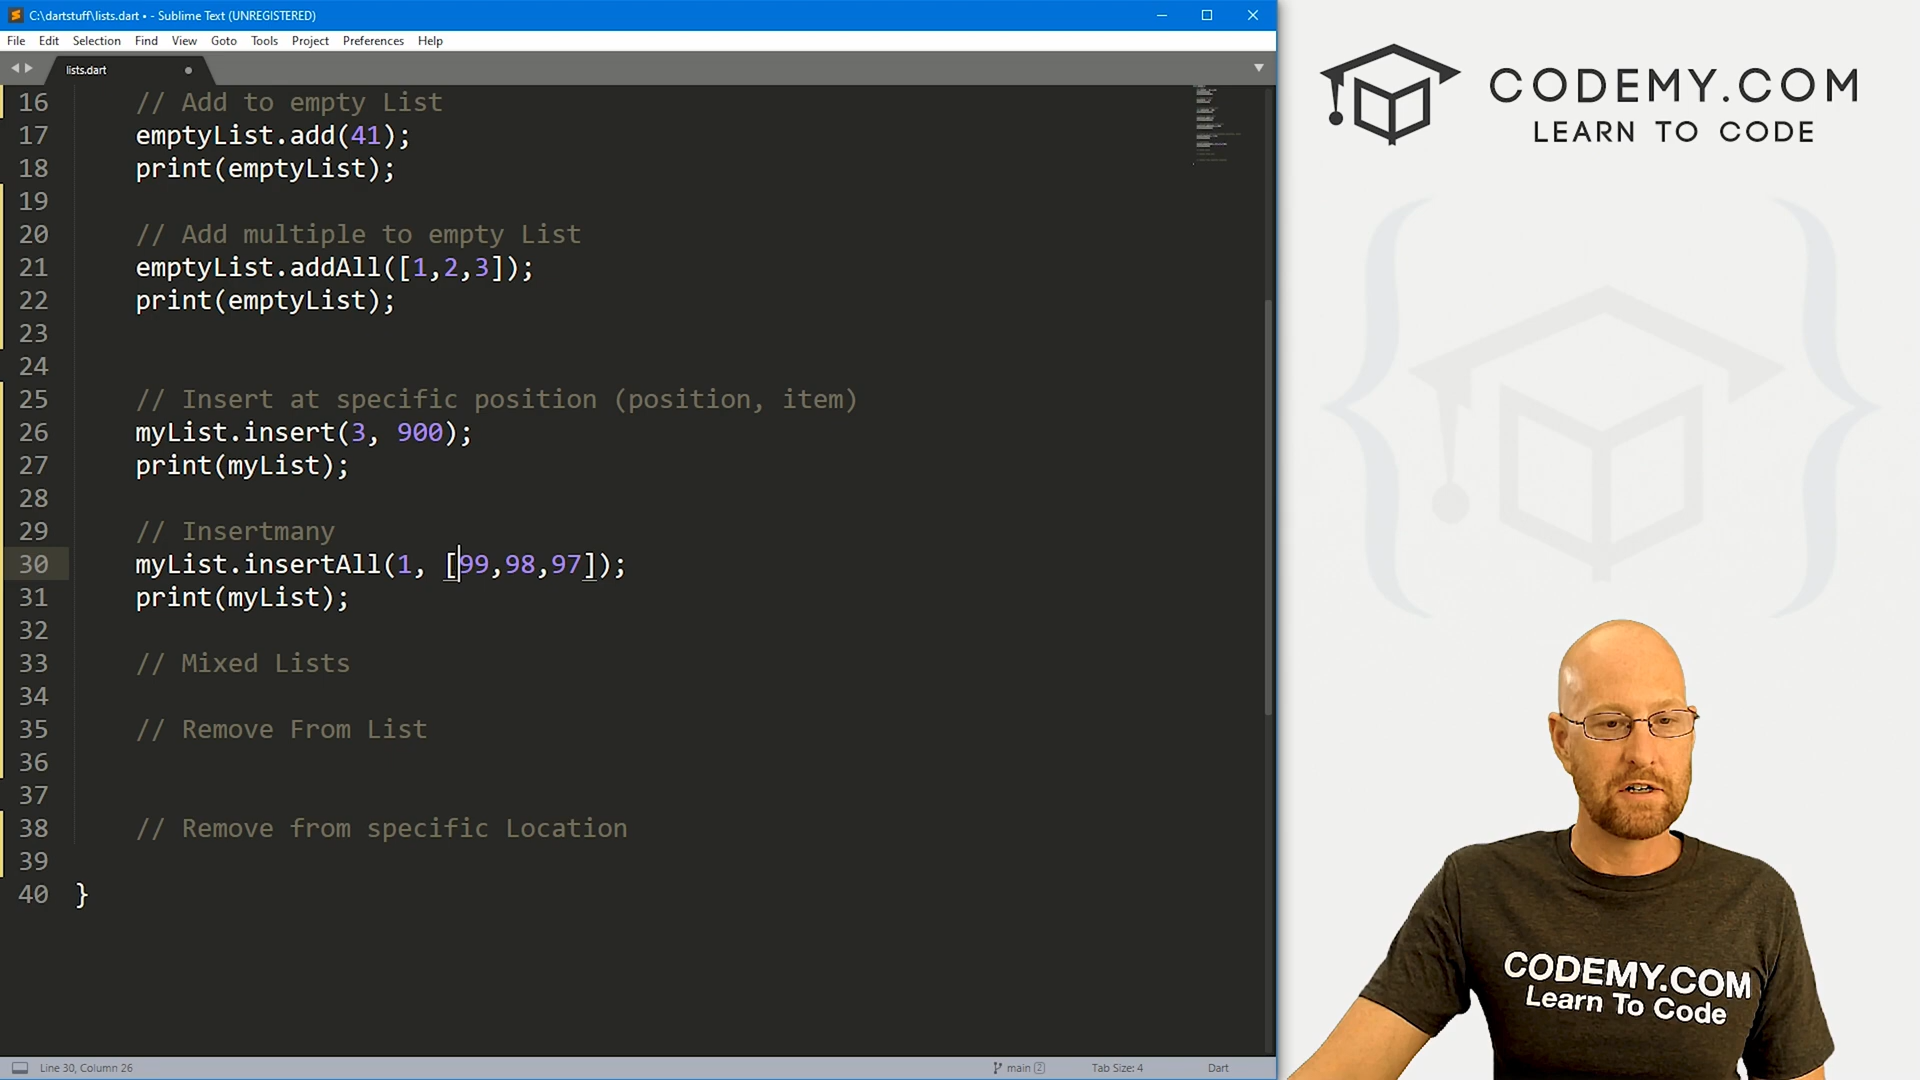 C:\dartstuff\lists.dart • - Sublime Text (UNREGISTERED)
File Edit Selection Find View Goto Tools Project Preferences Help
lists.dart
16 // Add to empty List
17 emptyList.add(41);
18 print(emptyList);
19
20 // Add multiple to empty List
21 emptyList.addAll([1,2,3]);
22 print(emptyList);
23
24
25 // Insert at specific position (position, item)
26 myList.insert(3, 900);
27 print(myList);
28
29 // Insertmany
30 myList.insertAll(1, [99,98,97]);
31 print(myList);
32
33 // Mixed Lists
34
35 // Remove From List
36
37
38 // Remove from specific Location
39
40 }
Line 30, Column 26 main 2 Tab Size: 4 Dart
CODEMY.COM
LEARN TO CODE
CODEMY.COM
Learn To Code